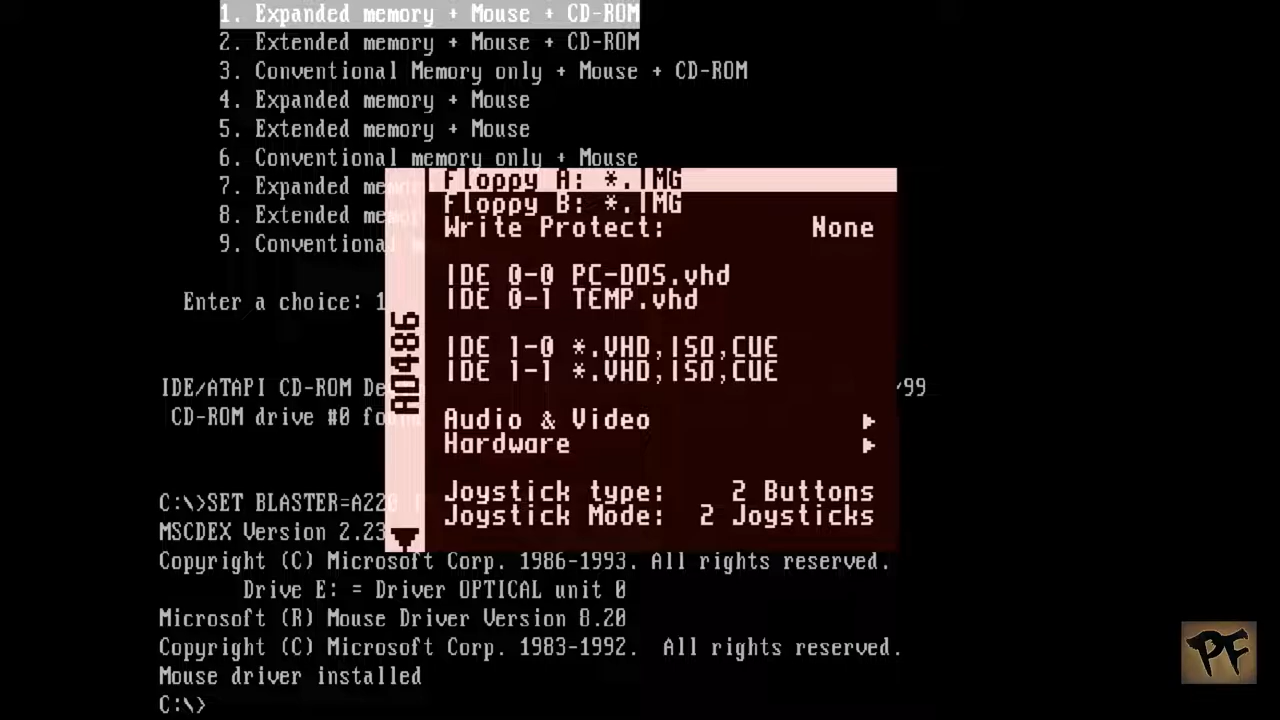 1. Expanded memory + Mouse + CD-ROM
2. Extended memory + Mouse + CD-ROM
3. Conventional Memory only + Mouse + CD-ROM
4. Expanded memory + Mouse
5. Extended memory + Mouse
6. Conventional memory only + Mouse
7. Expanded
8. Extended
9. Conventional
Enter a choice: 1
IDE/ATAPI CD-ROM /99
CD-ROM drive #0
C:\>SET BLASTER=A220
MSCDEX Version 2.23
Copyright (C) Microsoft Corp. 1986-1993. All rights reserved.
Drive E: = Driver OPTICAL unit 0
Microsoft (R) Mouse Driver Version 8.20
Copyright (C) Microsoft Corp. 1983-1992. All rights reserved.
Mouse driver installed
C:\>
AO486
Floppy A: *.IMG
Floppy B: *.IMG
Write Protect: None
IDE 0-0 PC-DOS.vhd
IDE 0-1 TEMP.vhd
IDE 1-0 *.VHD,ISO,CUE
IDE 1-1 *.VHD,ISO,CUE
Audio & Video
Hardware
Joystick type: 2 Buttons
Joystick Mode: 2 Joysticks
PF